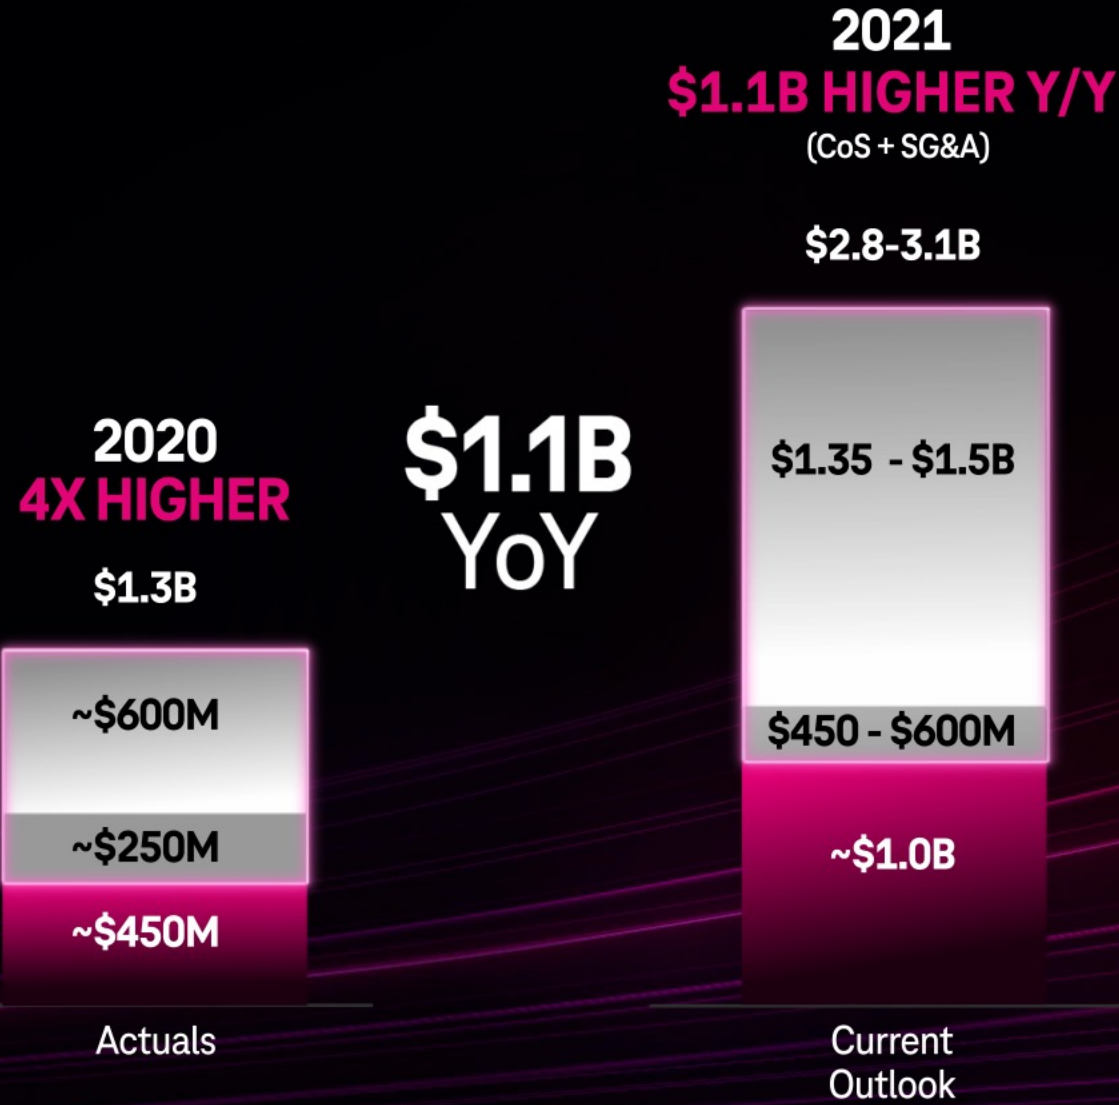 2020
4X HIGHER
$1.3B
~$600M
~$250M
~$450M
Actuals
$1.1B
YoY
2021
$1.1B HIGHER Y/Y
(CoS + SG&A)
$2.8-3.1B
$1.35 - $1.5B
$450 - $600M
~$1.0B
Current
Outlook